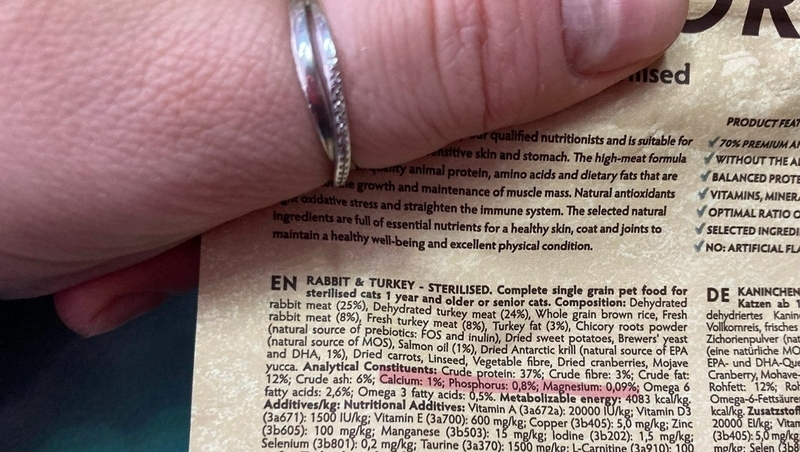 qualified nutritionists and is suitable for
sensitive skin and stomach. The high-meat formula
animal protein, amino acids and dietary fats that are
growth and maintenance of muscle mass. Natural antioxidants
oxidative stress and straighten the immune system. The selected natural
ingredients are full of essential nutrients for a healthy skin, coat and joints to
maintain a healthy well-being and excellent physical condition.
PRODUCT FEAT
✓ 70% PREMIUM AN
✓ WITHOUT THE A
✓ BALANCED PROTE
✓ VITAMINS, MINERA
✓ OPTIMAL RATIO O
✓ SELECTED INGREDI
✓ NO: ARTIFICIAL FLA
EN RABBIT & TURKEY - STERILISED. Complete single grain pet food for
sterilised cats 1 year and older or senior cats. Composition: Dehydrated
rabbit meat (25%), Dehydrated turkey meat (24%), Whole grain brown rice, Fresh
rabbit meat (8%), Fresh turkey meat (8%), Turkey fat (3%), Chicory roots powder
(natural source of prebiotics: FOS and inulin), Dried sweet potatoes, Brewers' yeast
(natural source of MOS), Salmon oil (1%), Dried Antarctic krill (natural source of EPA
and DHA, 1%), Dried carrots, Linseed, Vegetable fibre, Dried cranberries, Mojave
yucca. Analytical Constituents: Crude protein: 37%; Crude fibre: 3%; Crude fat:
12%; Crude ash: 6%; Calcium: 1%; Phosphorus: 0,8%; Magnesium: 0,09%; Omega 6
fatty acids: 2,6%; Omega 3 fatty acids: 0,5%. Metabolizable energy: 4083 kcal/kg.
Additives/kg: Nutritional Additives: Vitamin A (3a672a): 20000 IU/kg; Vitamin D3
(3a671): 1500 IU/kg; Vitamin E (3a700): 600 mg/kg; Copper (3b405): 5,0 mg/kg; Zinc
(3b605): 100 mg/kg; Manganese (3b503): 15 mg/kg; Iodine (3b202): 1,5 mg/kg;
Selenium (3b801): 0,2 mg/kg; Taurine (3a370): 1500 mg/kg; L-Carnitine (3a910): 100
DE KANINCHEN
Katzen ab 1
dehydriertes Kanin
Vollkornreis, frisches
Zichorienpulver (nat
(eine natürliche MO
EPA- und DHA-Que
Cranberry, Mohave-
Rohfett: 12%; Roh
Omega-6-Fettsäure
kcal/kg. Zusatzstoff
20000 EI/kg; Vitam
(3b405): 5,0 mg/kg
mg/kg; Selen (3b8